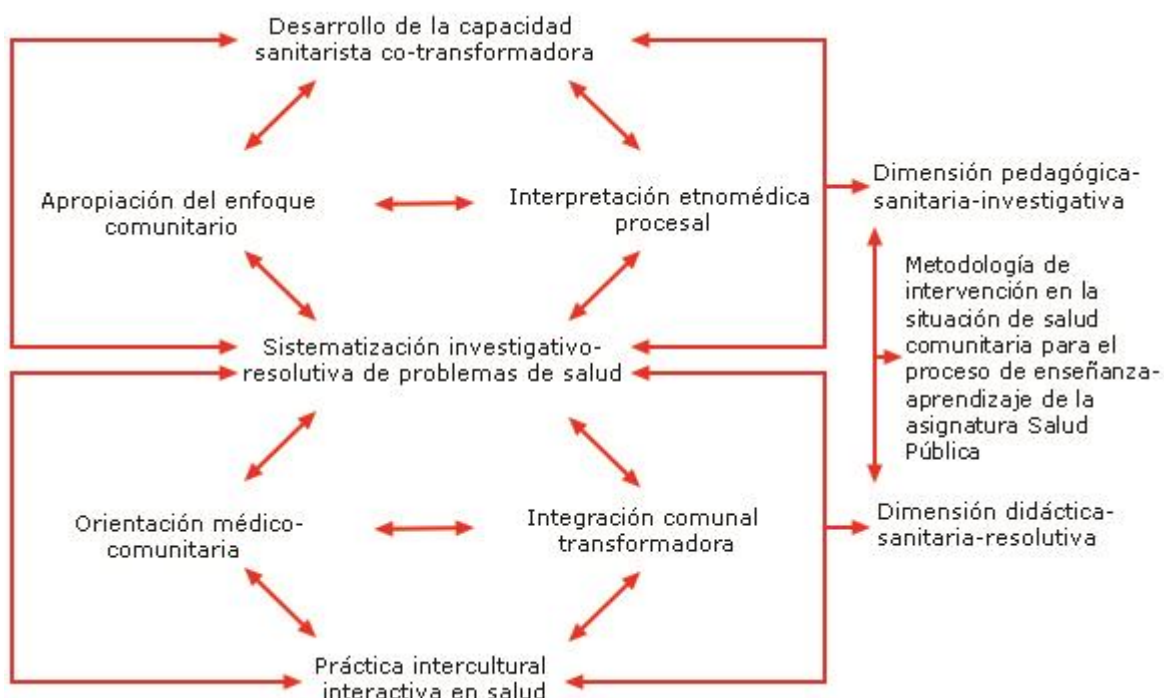 Desarrollo de la capacidad
sanitarista co-transformadora
Apropiación del enfoque
comunitario
Interpretación etnomédica
procesal
Dimensión pedagógica-
sanitaria-investigativa
Metodología de
intervención en la
situación de salud
comunitaria para el
proceso de enseñanza-
aprendizaje de la
asignatura Salud
Pública
Sistematización investigativo-
resolutiva de problemas de salud
Orientación médico-
comunitaria
Integración comunal
transformadora
Dimensión didáctica-
sanitaria-resolutiva
Práctica intercultural
interactiva en salud